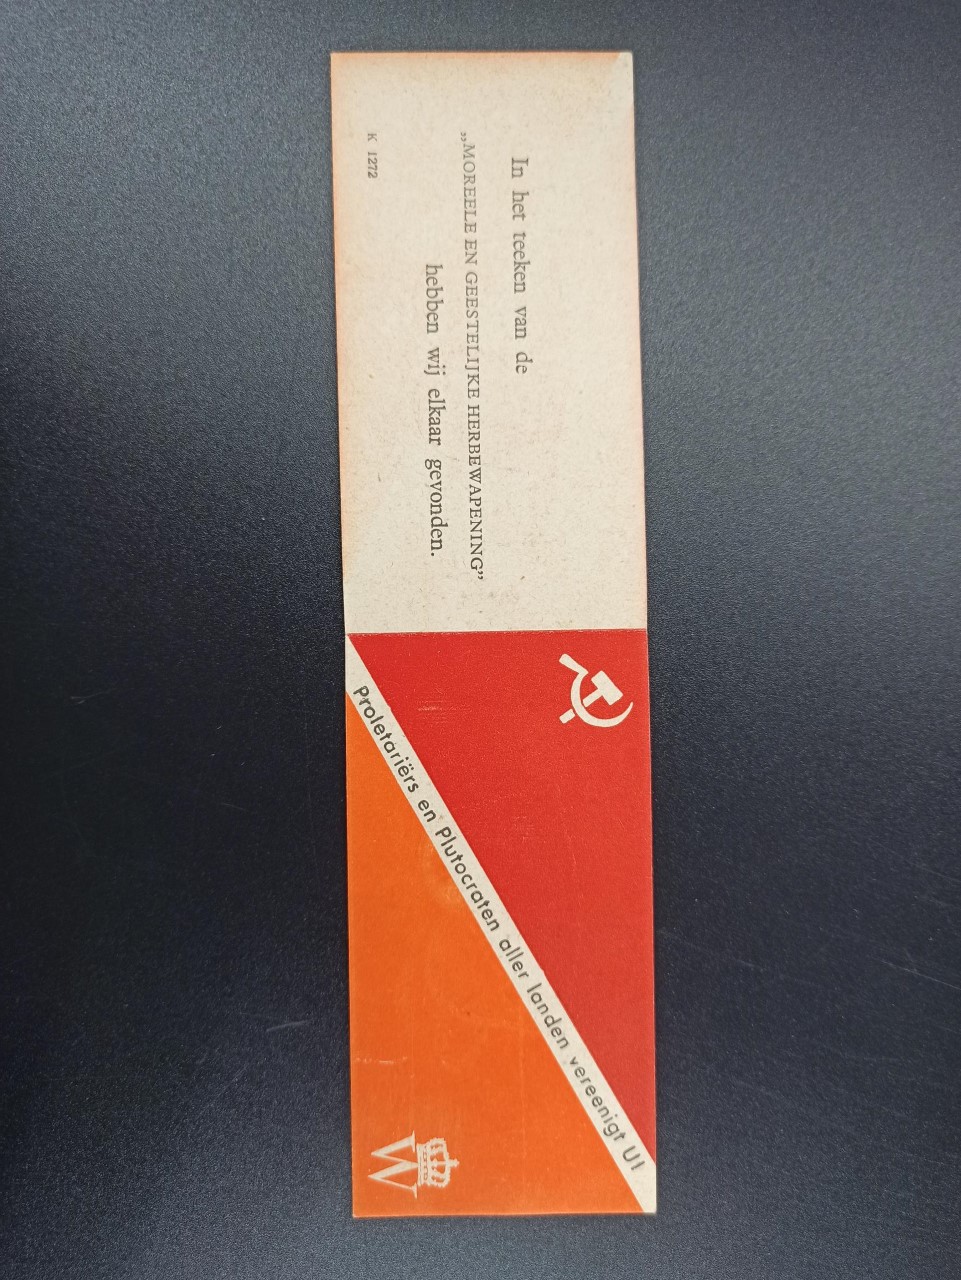 In het teeken van de
„MOREELE EN GEESTELIJKE HERBEWAPENING”
hebben wij elkaar gevonden.
K 1272
Proletariërs en Plutocraten aller landen vereenigt U!
W